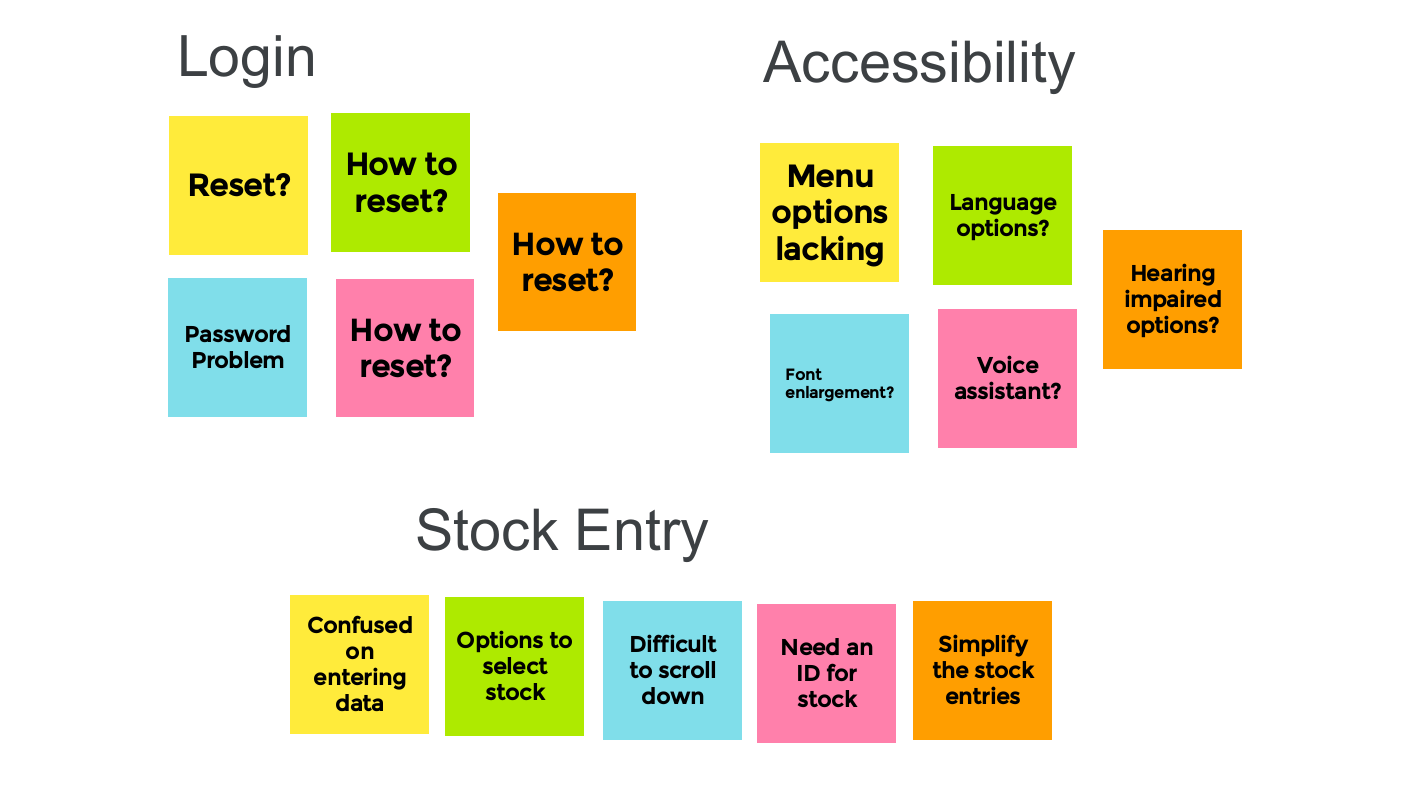 Login
Reset?
How to
reset?
How to
reset?
Password
Problem
How to
reset?
Accessibility
Menu
options
lacking
Language
options?
Hearing
impaired
options?
Font
enlargement?
Voice
assistant?
Stock Entry
Confused
on
entering
data
Options to
select
stock
Difficult
to scroll
down
Need an
ID for
stock
Simplify
the stock
entries